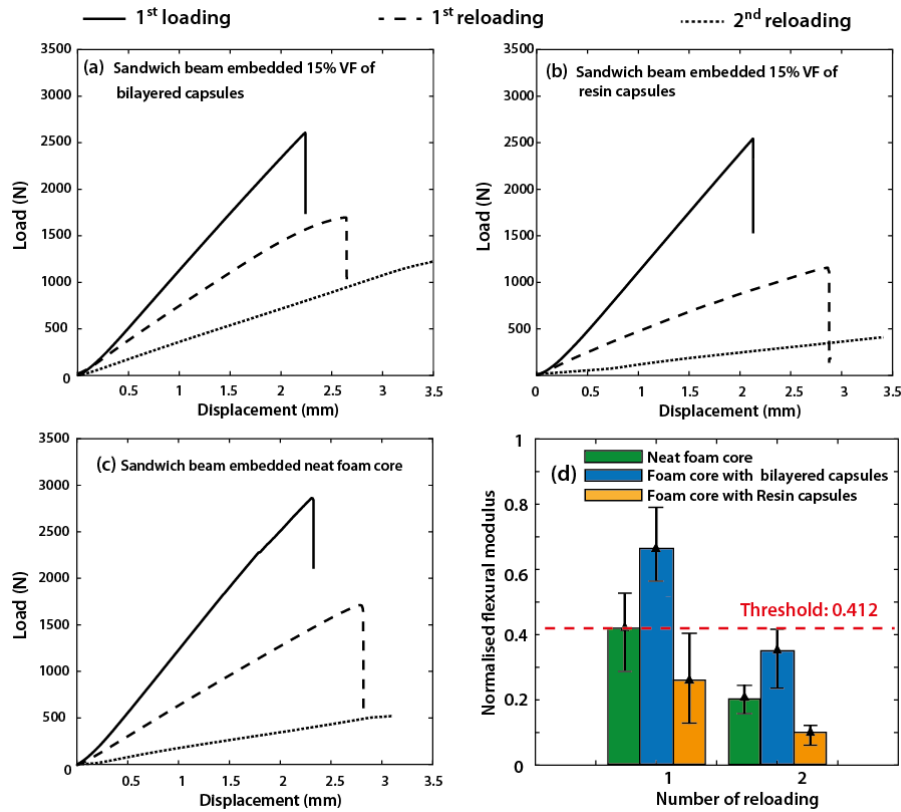 1st loading
1st reloading
2nd reloading
(a) Sandwich beam embedded 15% VF of
bilayered capsules
3500
3000
2500
2000
1500
1000
500
0
Load (N)
0.5 1 1.5 2 2.5 3 3.5
Displacement (mm)
(b) Sandwich beam embedded 15% VF of
resin capsules
3500
3000
2500
2000
1500
1000
500
0
Load (N)
0 0.5 1 1.5 2 2.5 3 3.5
Displacement (mm)
(c) Sandwich beam embedded neat foam core
3500
3000
2500
2000
1500
1000
500
0
Load (N)
0.5 1 1.5 2 2.5 3 3.5
Displacement (mm)
(d)
Neat foam core
Foam core with bilayered capsules
Foam core with Resin capsules
1
0.8
0.6
0.4
0.2
0
Normalised flexural modulus
Threshold: 0.412
1 2
Number of reloading